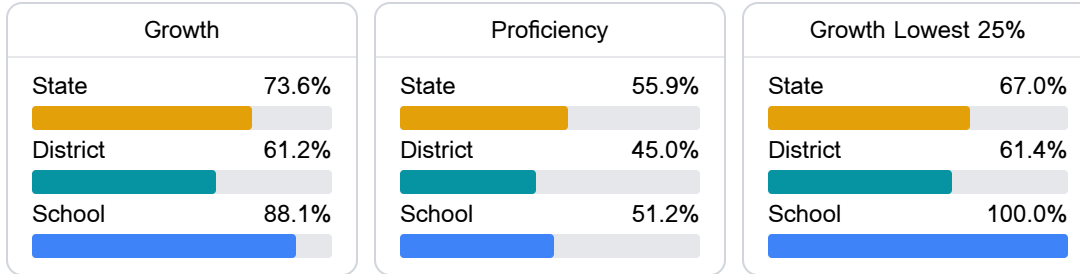 Growth
State 73.6%
District 61.2%
School 88.1%
Proficiency
State 55.9%
District 45.0%
School 51.2%
Growth Lowest 25%
State 67.0%
District 61.4%
School 100.0%